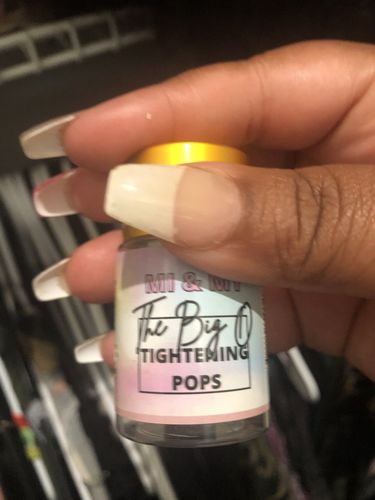 MI & MY
The Big O
TIGHTENING
POPS